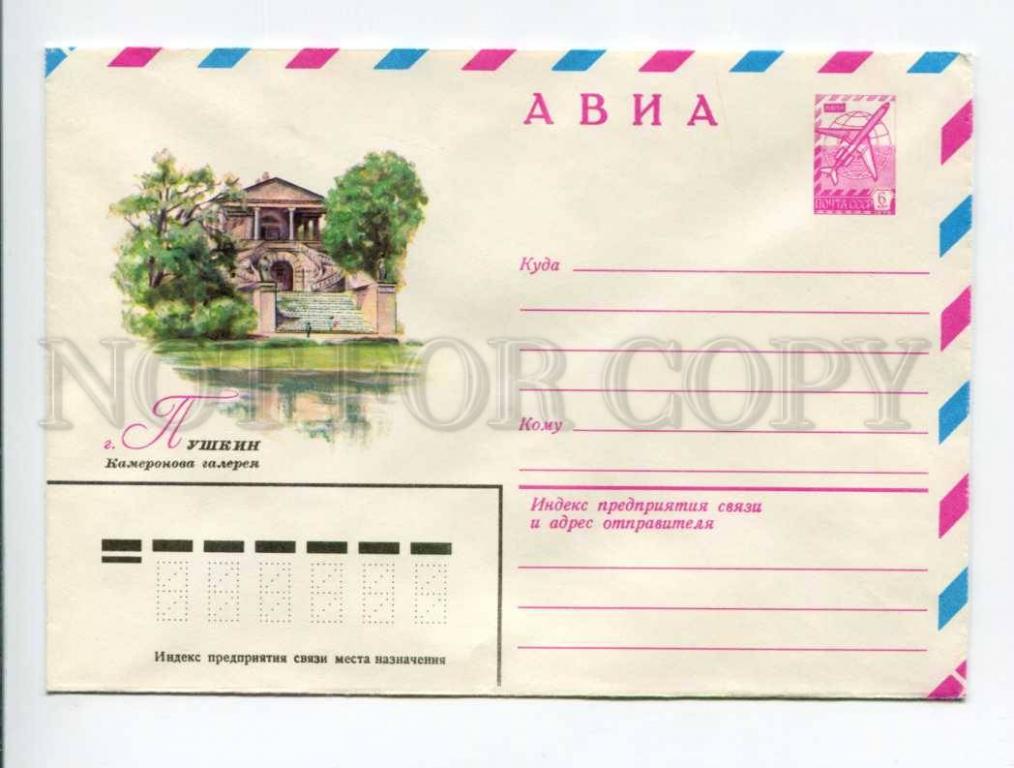 АВИА
АВИА
ПОЧТА СССР 6
Куда
NOT FOR COPY
Кому
г. Пушкин
Камеронова галерея
Индекс предприятия связи
и адрес отправителя
Индекс предприятия связи места назначения